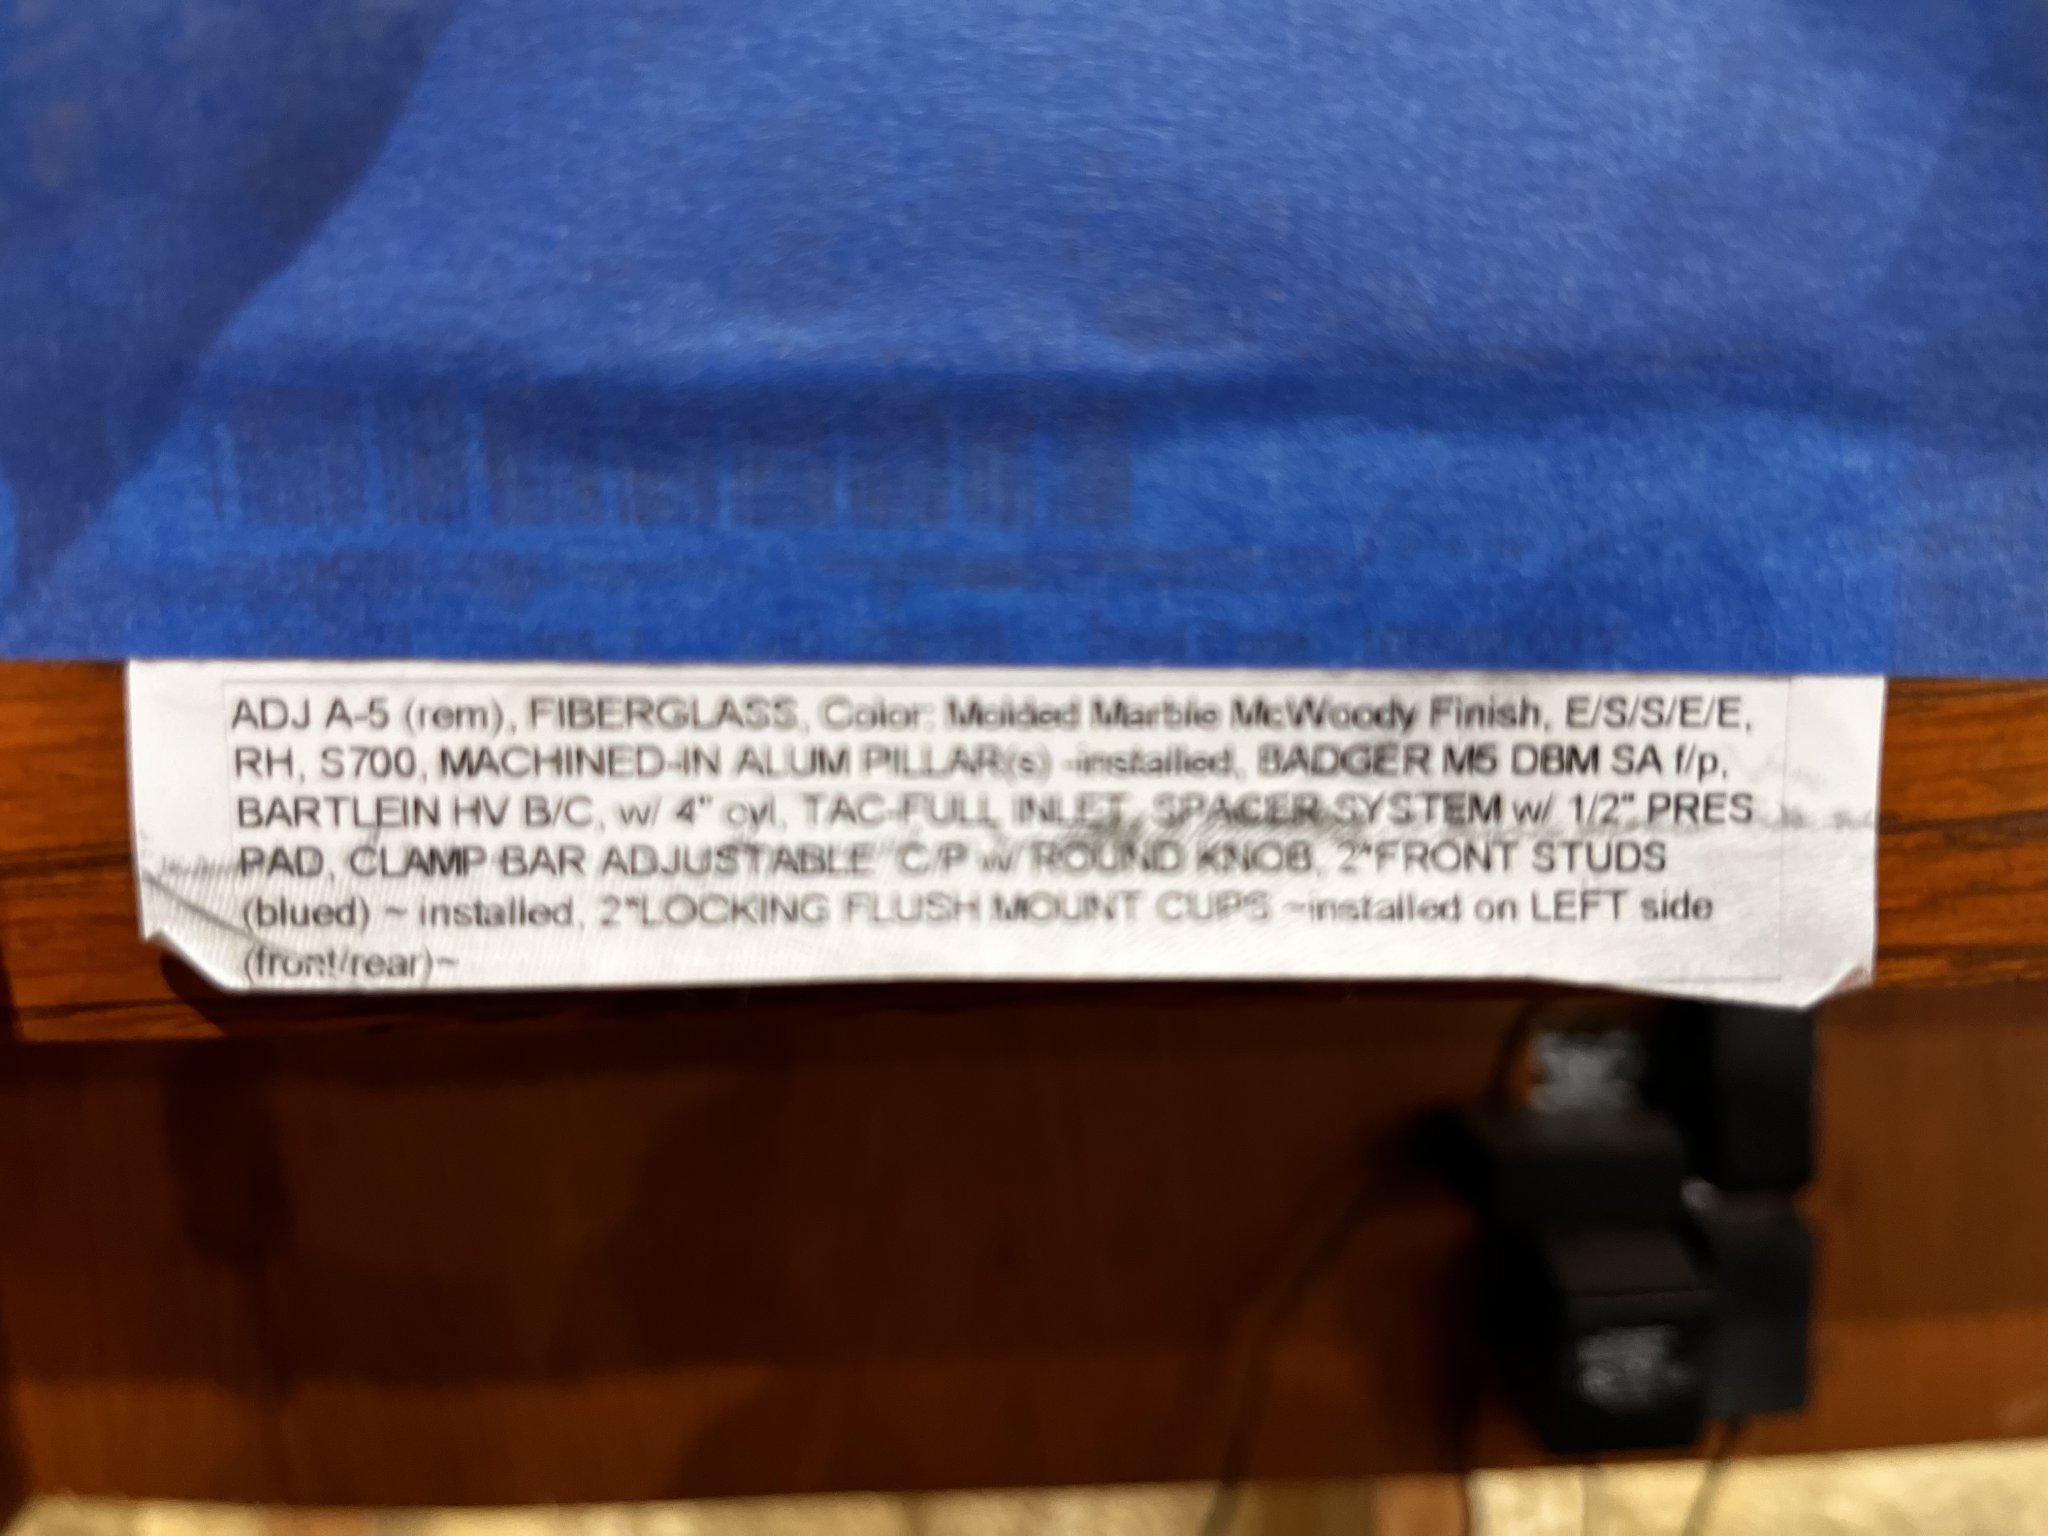 ADJ A-5 (rem), FIBERGLASS, Color: Molded Marble McWoody Finish, E/S/S/E/E,
RH, S700, MACHINED-IN ALUM PILLAR(s) -installed, BADGER M5 DBM SA f/p,
BARTLEIN HV B/C, w/ 4" cyl, TAC-FULL INLET, SPACER SYSTEM w/ 1/2" PRES
PAD, CLAMP BAR ADJUSTABLE C/P w/ ROUND KNOB, 2"FRONT STUDS
(blued) ~ installed, 2"LOCKING FLUSH MOUNT CUPS ~installed on LEFT side
(front/rear)~